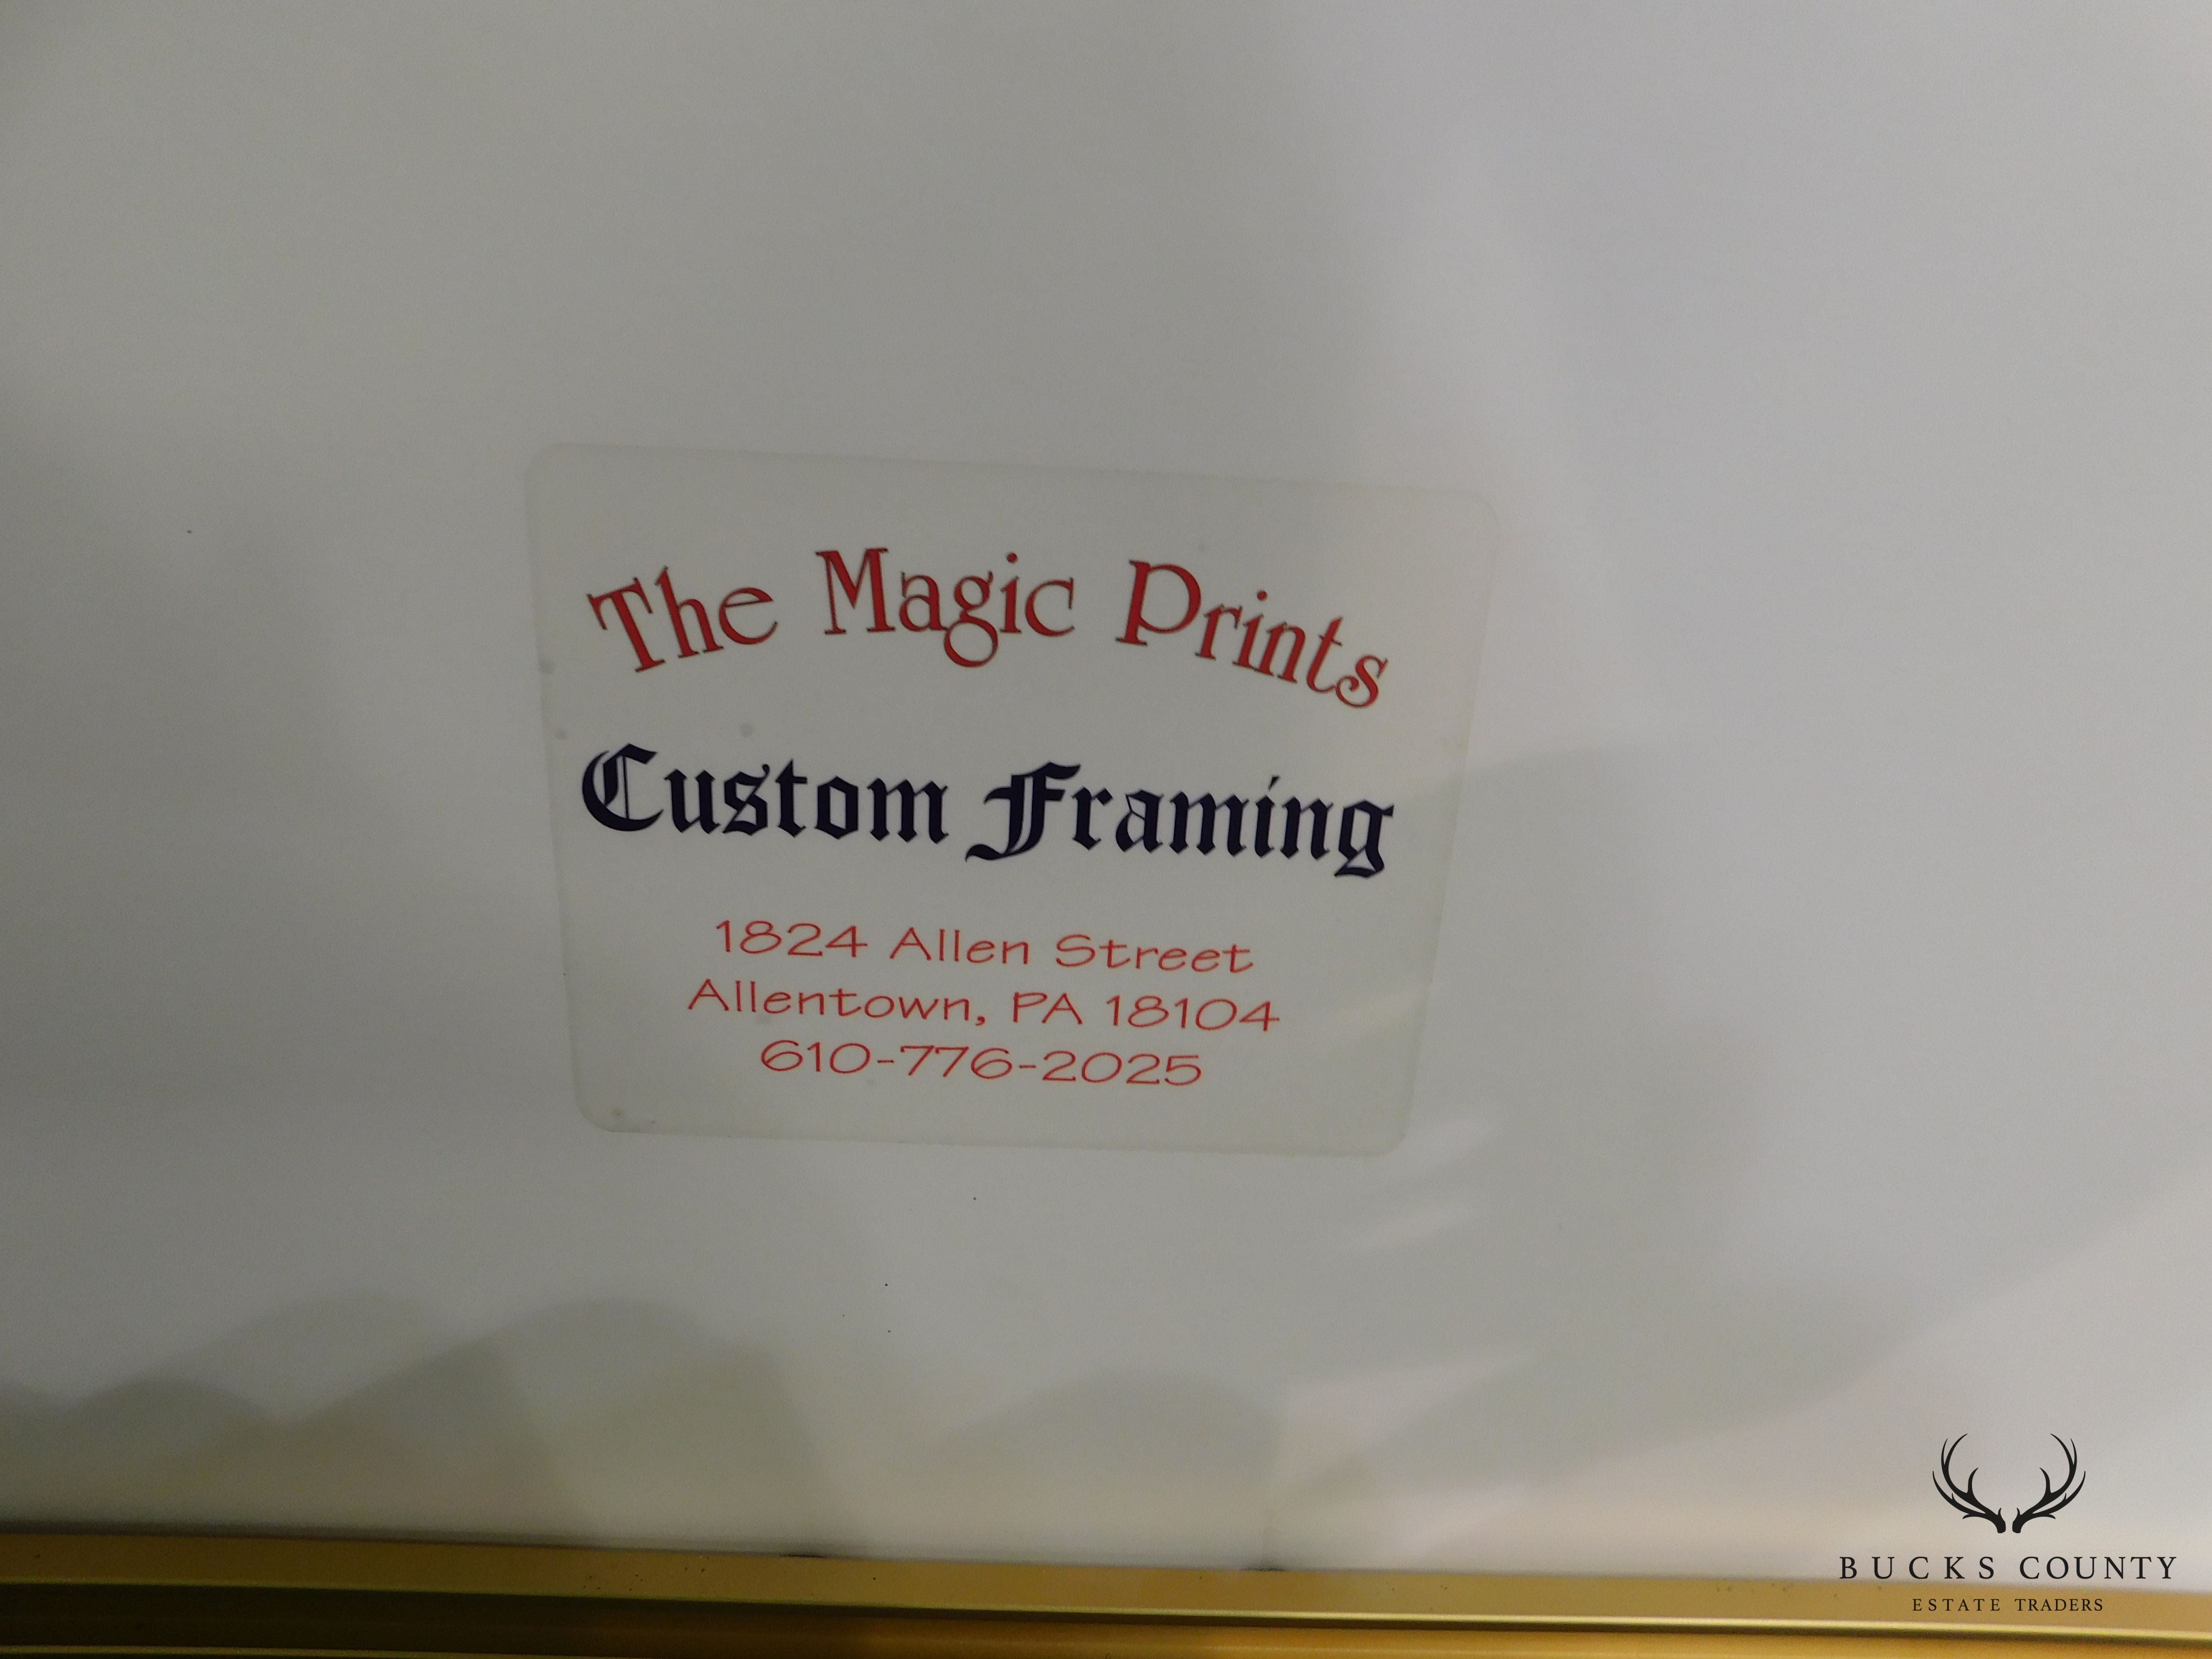 The Magic Prints
Custom Framing
1824 Allen Street
Allentown, PA 18104
610-776-2025
BUCKS COUNTY
ESTATE TRADERS